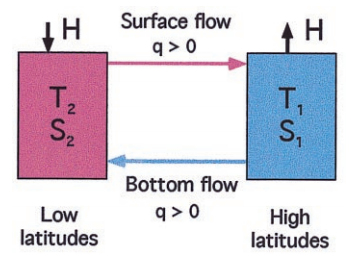 H
Surface flow
q > 0
H
T₂
S₂
T₁
S₁
Bottom flow
q > 0
Low
latitudes
High
latitudes